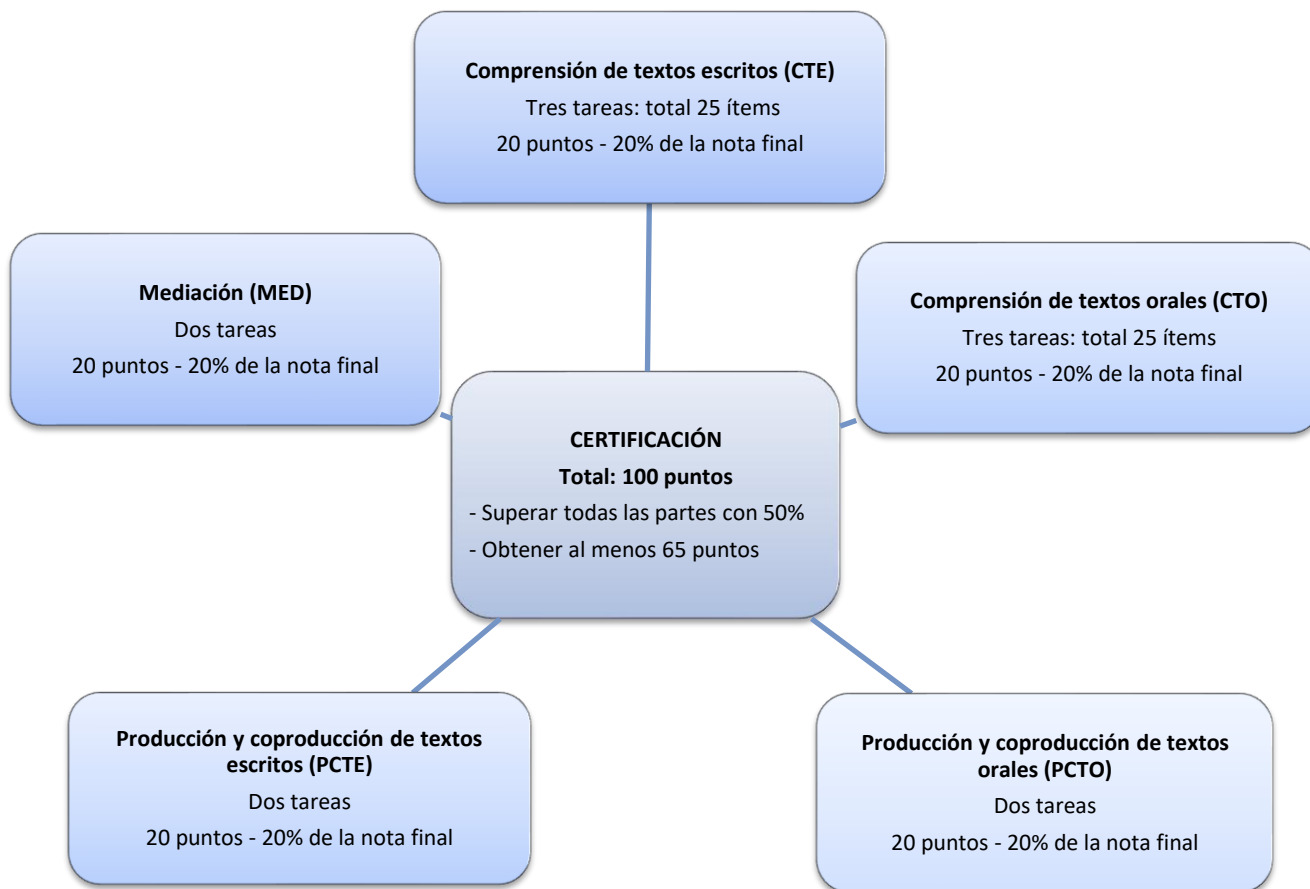 Comprensión de textos escritos (CTE)
Tres tareas: total 25 ítems
20 puntos - 20% de la nota final
Mediación (MED)
Dos tareas
20 puntos - 20% de la nota final
Comprensión de textos orales (CTO)
Tres tareas: total 25 ítems
20 puntos - 20% de la nota final
CERTIFICACIÓN
Total: 100 puntos
- Superar todas las partes con 50%
- Obtener al menos 65 puntos
Producción y coproducción de textos
escritos (PCTE)
Dos tareas
20 puntos - 20% de la nota final
Producción y coproducción de textos
orales (PCTO)
Dos tareas
20 puntos - 20% de la nota final